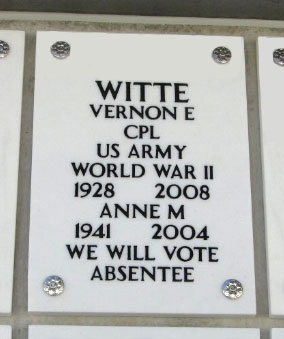 WITTE
VERNON E
CPL
US ARMY
WORLD WAR II
1928 2008
ANNE M
1941 2004
WE WILL VOTE
ABSENTEE